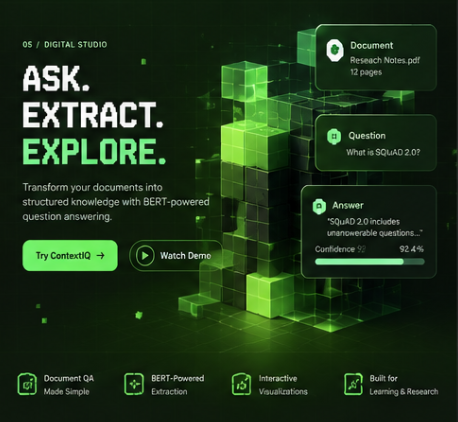 05 / DIGITAL STUDIO
ASK.
EXTRACT.
EXPLORE.
Transform your documents into
structured knowledge with BERT-powered
question answering.
Try ContextIQ →
Watch Demo
Document
Reseach Notes.pdf
12 pages
Question
What is SQuAD 2.0?
Answer
"SQuAD 2.0 includes
unanswerable questions..."
Confidence 92.4%
Document QA
Made Simple
BERT-Powered
Extraction
Interactive
Visualizations
Built for
Learning & Research